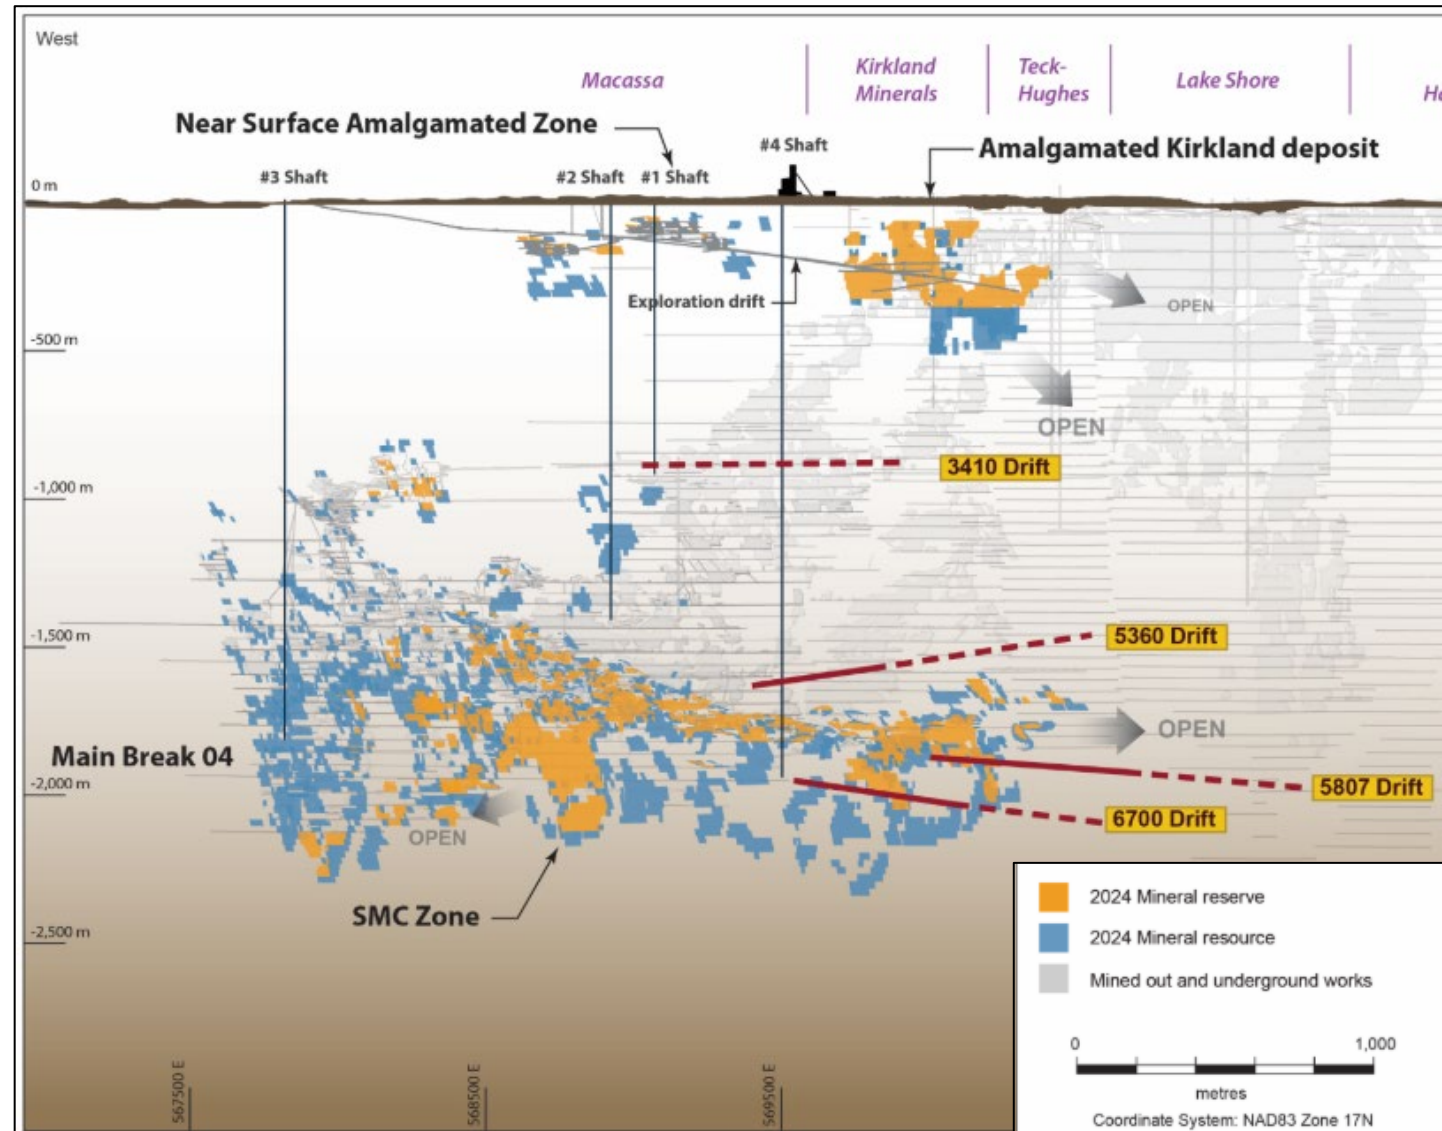 West
Macassa
Kirkland
Minerals
Teck-
Hughes
Lake Shore
Near Surface Amalgamated Zone
Amalgamated Kirkland deposit
#4 Shaft
#3 Shaft
#2 Shaft
#1 Shaft
0 m
Exploration drift
OPEN
-500 m
OPEN
3410 Drift
-1,000 m
5360 Drift
-1,500 m
OPEN
Main Break 04
-2,000 m
5807 Drift
6700 Drift
OPEN
SMC Zone
-2,500 m
2024 Mineral reserve
2024 Mineral resource
Mined out and underground works
0 1,000
metres
Coordinate System: NAD83 Zone 17N
567500 E
568500 E
569500 E